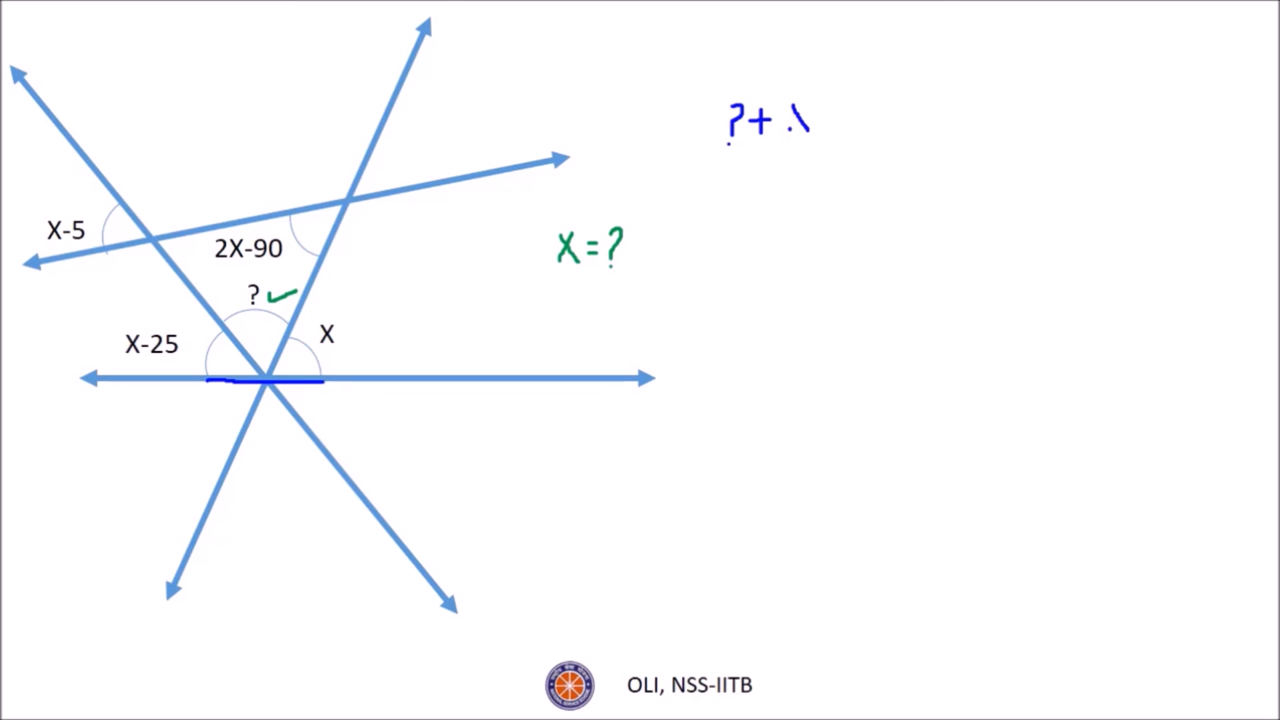 ? +
X-5
2X-90
X=?
?
X
X-25
OLI, NSS-IITB